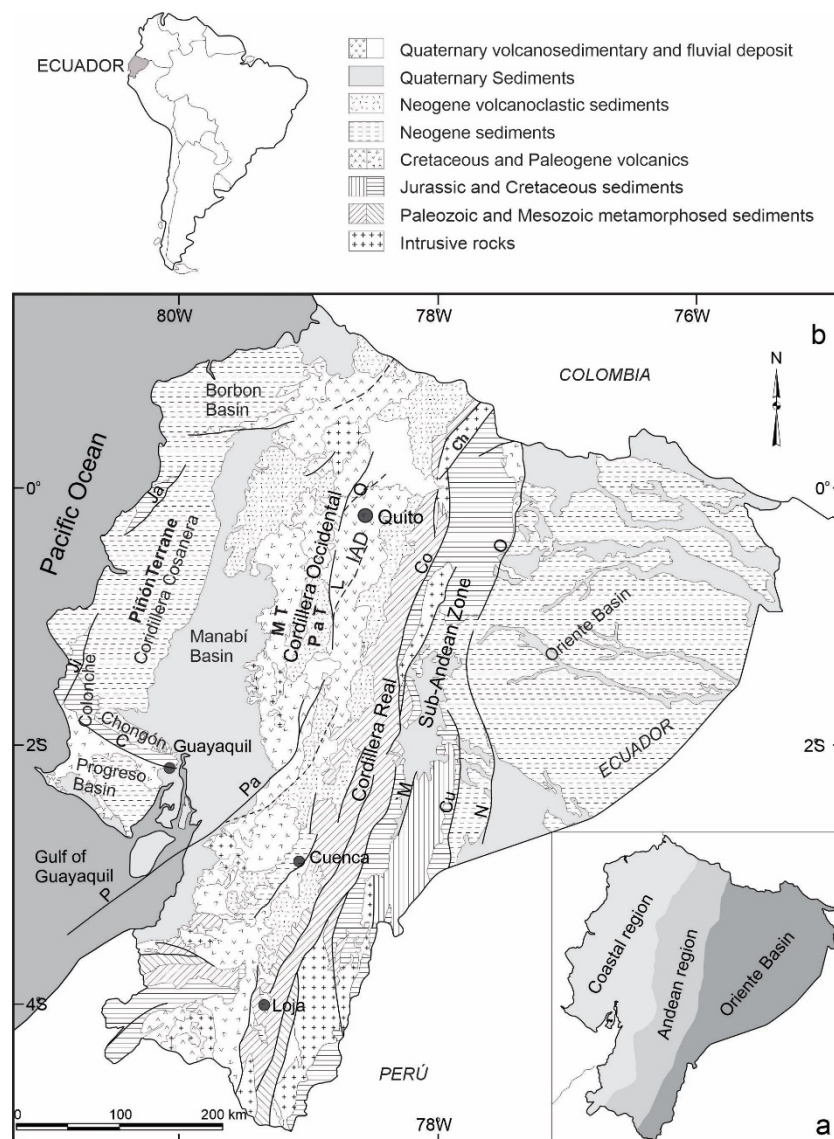 ECUADOR
Quaternary volcanosedimentary and fluvial deposit
Quaternary Sediments
Neogene volcanoclastic sediments
Neogene sediments
Cretaceous and Paleogene volcanics
Jurassic and Cretaceous sediments
Paleozoic and Mesozoic metamorphosed sediments
Intrusive rocks
80W
78W
76W
b
N
COLOMBIA
Borbon
Basin
Pacific Ocean
Ch
Ja
0°
0°
Q
Quito
Piñón Terrane
Cordillera Cosanera
Cordillera Occidental
IAD
Co
O
L
MT
PaT
Manabí
Basin
Sub-Andean Zone
Oriente Basin
Ji
Colonche
Chongón
C
Guayaquil
Cordillera Real
ECUADOR
2S
2S
Progreso
Basin
Pa
M
Cu
N
Gulf of
Guayaquil
Cuenca
P
Coastal region
Andean region
Oriente Basin
4S
Loja
PERÚ
0
50
100
200 km
78W
a